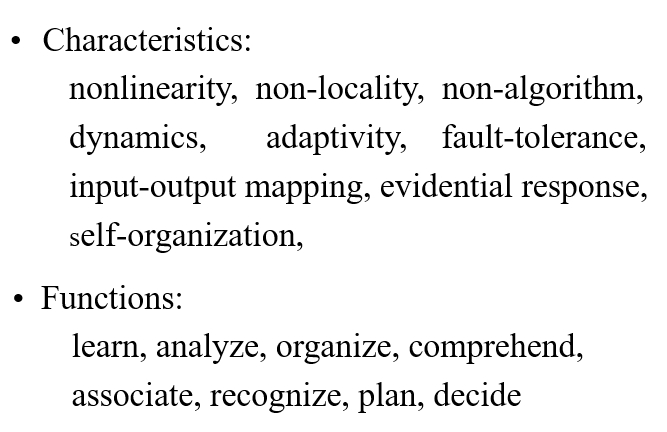 • Characteristics:
nonlinearity, non-locality, non-algorithm,
dynamics, adaptivity, fault-tolerance,
input-output mapping, evidential response,
self-organization,
• Functions:
learn, analyze, organize, comprehend,
associate, recognize, plan, decide